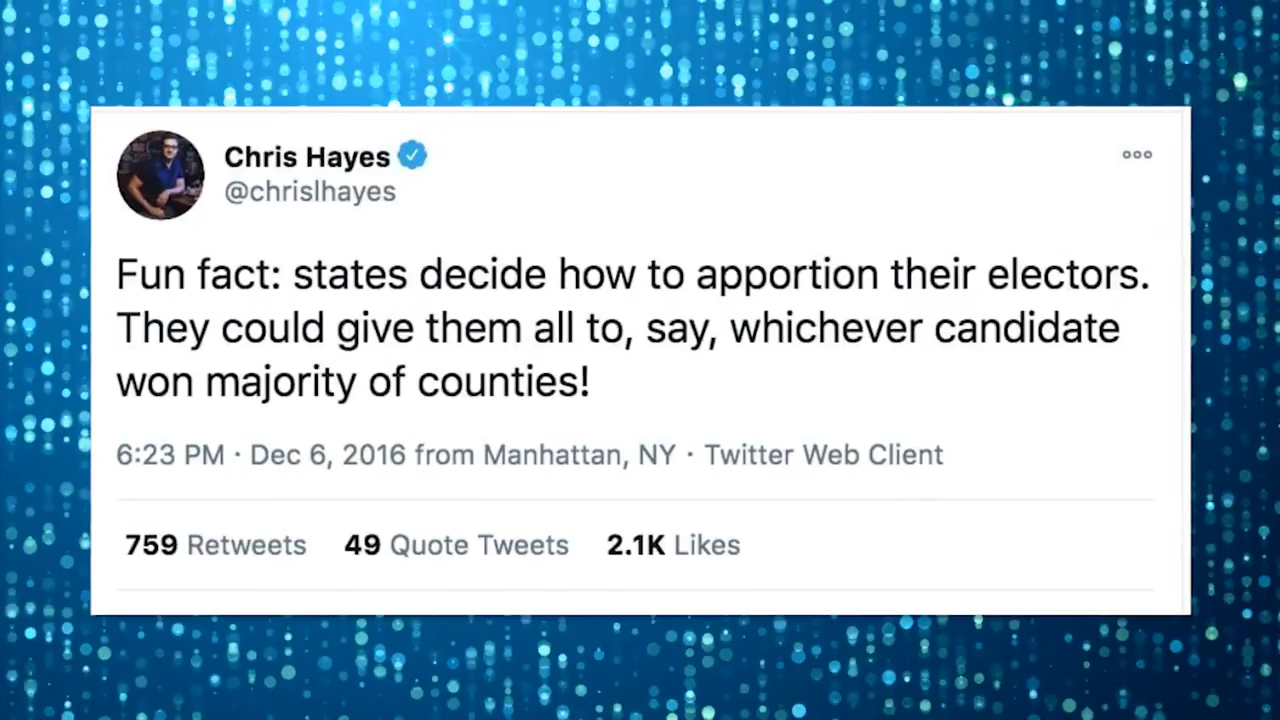 Chris Hayes
@chrislhayes
Fun fact: states decide how to apportion their electors.
They could give them all to, say, whichever candidate
won majority of counties!
6:23 PM · Dec 6, 2016 from Manhattan, NY · Twitter Web Client
759 Retweets 49 Quote Tweets 2.1K Likes